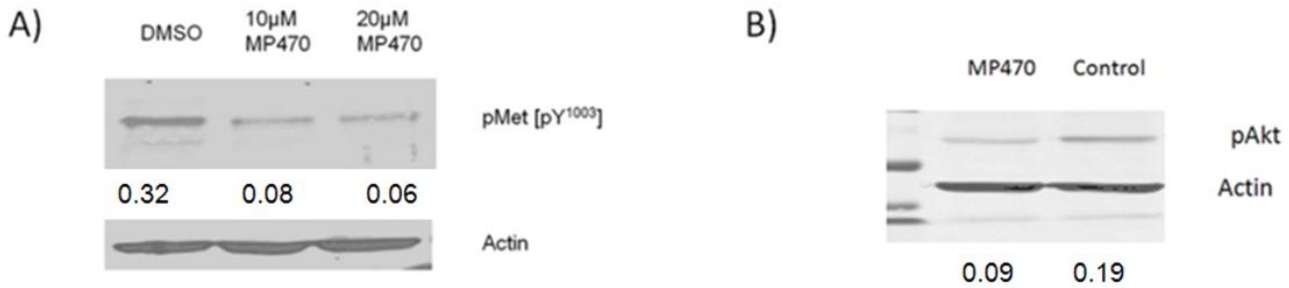 A)
DMSO
10µM
MP470
20µM
MP470
pMet [pY¹⁰⁰³]
0.32 0.08 0.06
Actin
B)
MP470 Control
pAkt
Actin
0.09 0.19